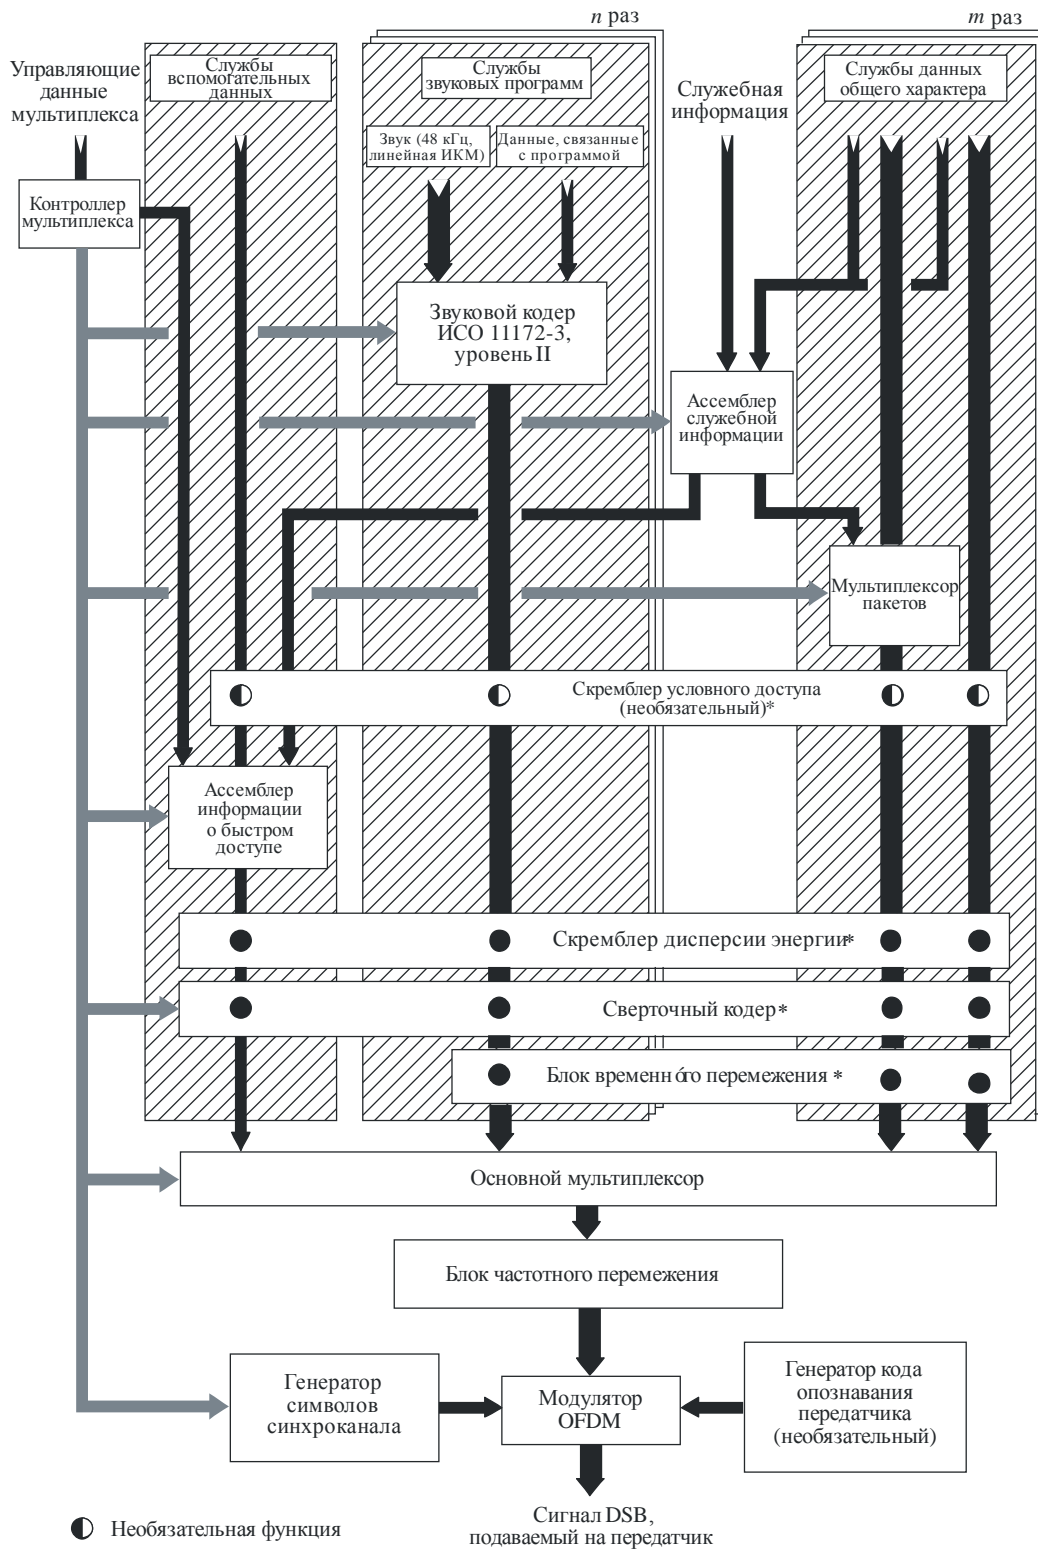 n раз
m раз
Управляющие
данные
мультиплекса
Службы
вспомогательных
данных
Службы
звуковых программ
Служебная
информация
Службы данных
общего характера
Звук (48 кГц,
линейная ИКМ)
Данные, связанные
с программой
Контроллер
мультиплекса
Звуковой кодер
ИСО 11172-3,
уровень II
Ассемблер
служебной
информации
Мультиплексор
пакетов
Скремблер условного доступа
(необязательный)*
Ассемблер
информации
о быстром
доступе
Скремблер дисперсии энергии*
Сверточный кодер*
Блок временно́го перемежения *
Основной мультиплексор
Блок частотного перемежения
Генератор
символов
синхроканала
Модулятор
OFDM
Генератор кода
опознавания
передатчика
(необязательный)
Необязательная функция
Сигнал DSB,
подаваемый на передатчик